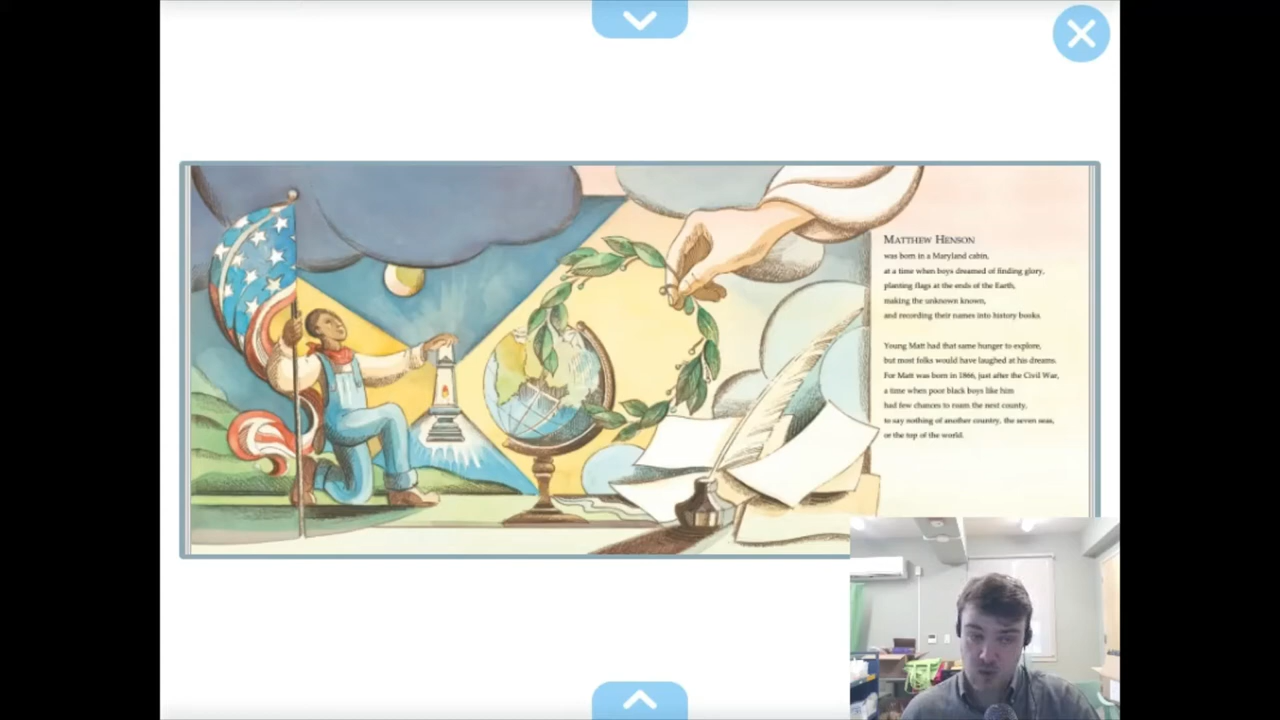 MATTHEW HENSON
was born in a Maryland cabin,
at a time when boys dreamed of finding glory,
planting flags at the ends of the Earth,
making the unknown known,
and recording their names into history books.
Young Matt had that same hunger to explore,
but most folks would have laughed at his dreams.
For Matt was born in 1866, just after the Civil War,
a time when poor black boys like him
had few chances to roam the next county,
to say nothing of another country, the seven seas,
or the top of the world.